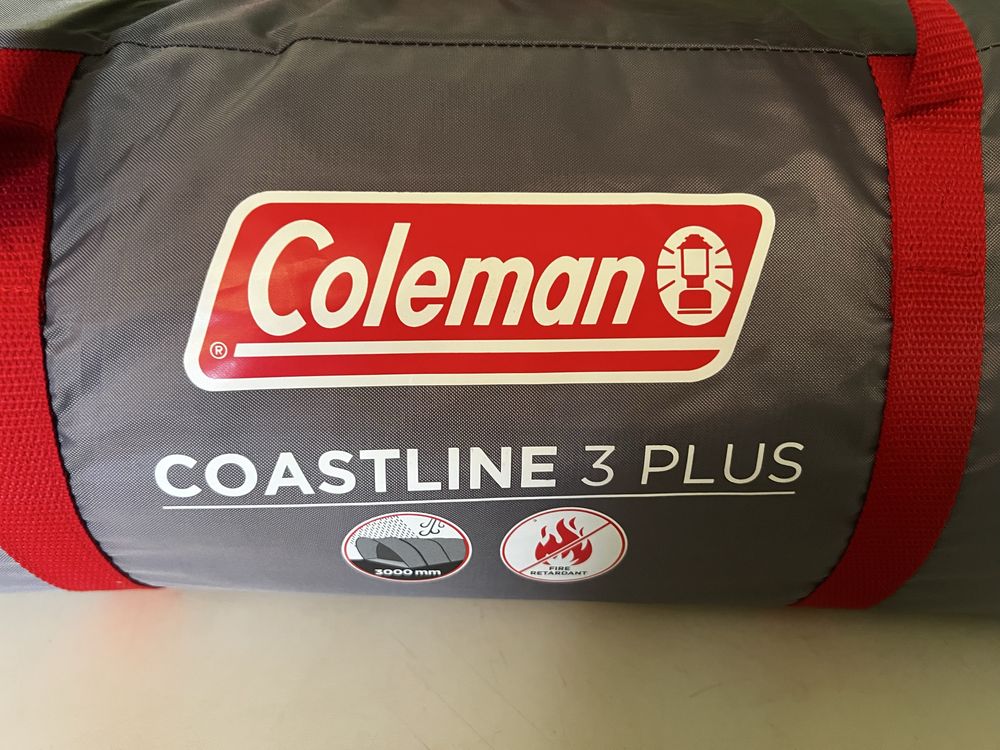 Coleman
®
COASTLINE 3 PLUS
3000 mm
FIRE
RETARDANT